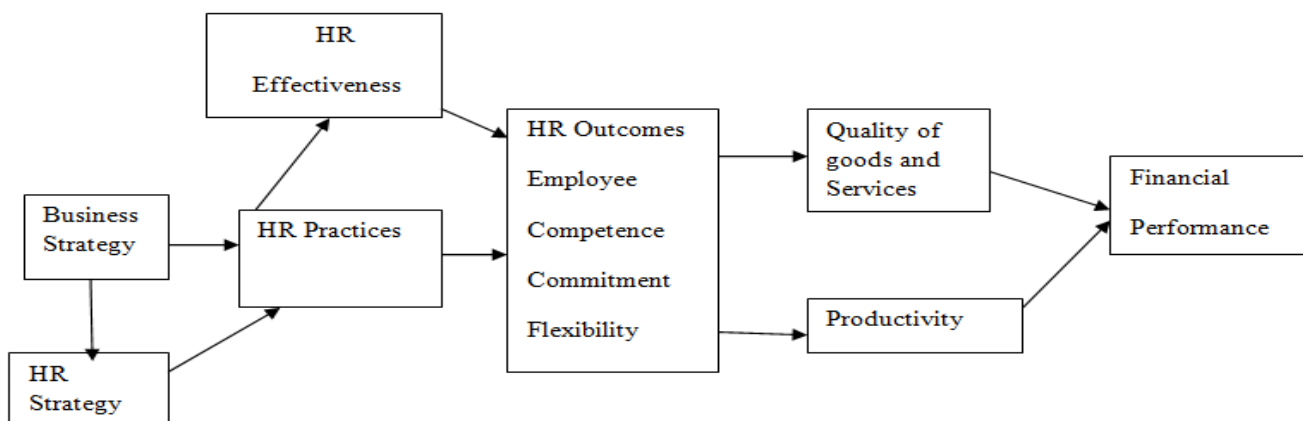 HR
Effectiveness
Business
Strategy
HR Practices
HR
Strategy
HR Outcomes
Employee
Competence
Commitment
Flexibility
Quality of
goods and
Services
Productivity
Financial
Performance